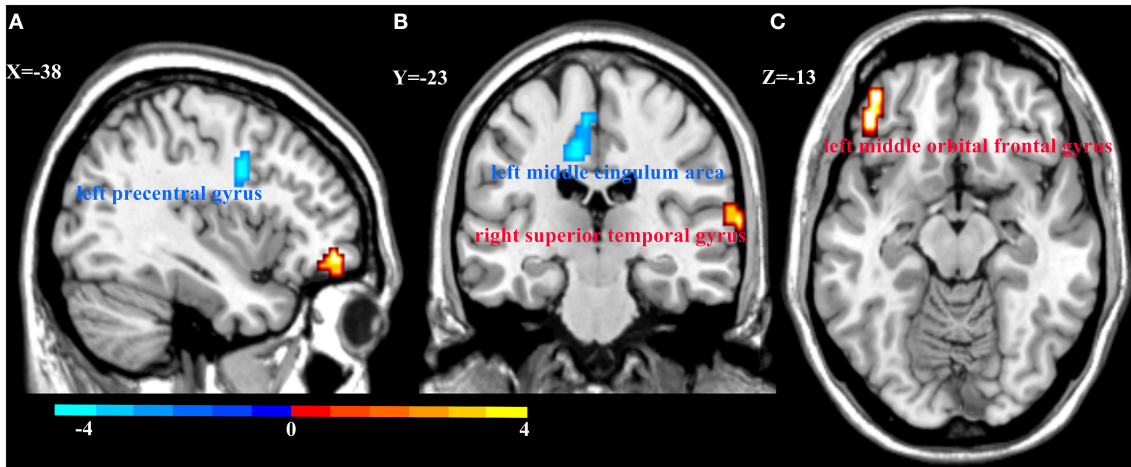 A
B
C
X=-38
Y=-23
Z=-13
left middle orbital frontal gyrus
left precentral gyrus
left middle cingulum area
right superior temporal gyrus
-4
0
4